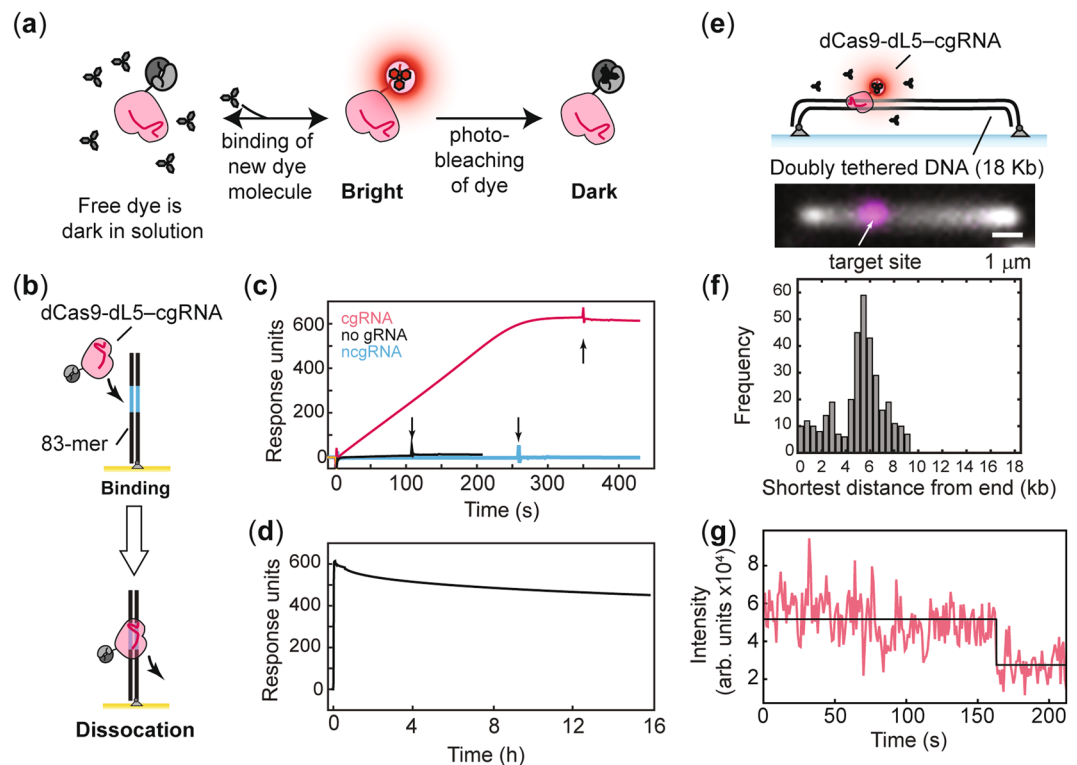 (a)
Free dye is
dark in solution
binding of
new dye
molecule
Bright
photo-
bleaching
of dye
Dark
(b)
dCas9-dL5–cgRNA
83-mer
Binding
Dissocation
(c)
Response units
600
400
200
0
cgRNA
no gRNA
ncgRNA
0
100
200
300
400
Time (s)
(d)
Response units
600
400
200
0
0
4
8
12
16
Time (h)
(e)
dCas9-dL5–cgRNA
Doubly tethered DNA (18 Kb)
target site
1 μm
(f)
Frequency
60
50
40
30
20
10
0
0 2 4 6 8 10 12 14 16 18
Shortest distance from end (kb)
(g)
Intensity
(arb. units x10⁴)
8
6
4
2
0
50
100
150
200
Time (s)